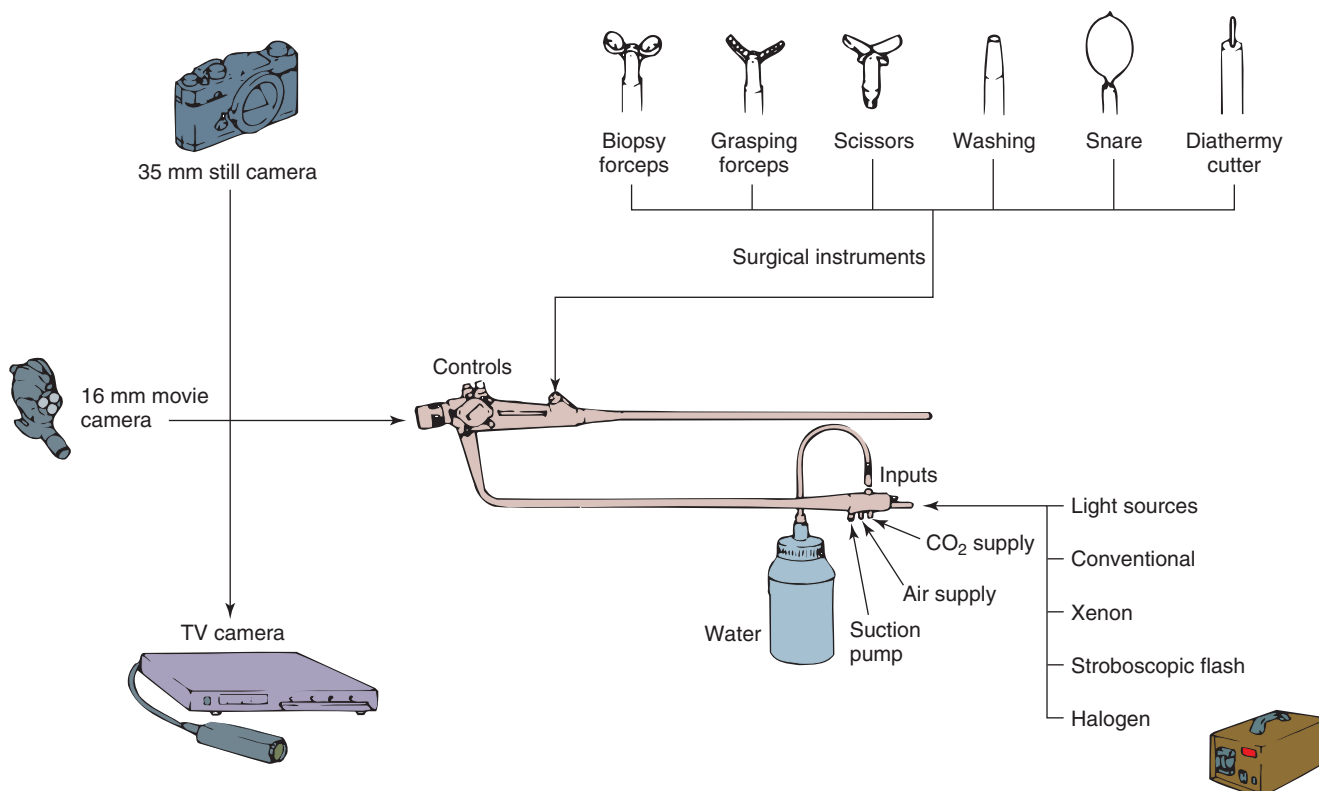 35 mm still camera
Biopsy
forceps
Grasping
forceps
Scissors
Washing
Snare
Diathermy
cutter
Surgical instruments
Controls
16 mm movie
camera
Inputs
Light sources
CO₂ supply
Conventional
Air supply
Xenon
Water
Suction
pump
TV camera
Stroboscopic flash
Halogen